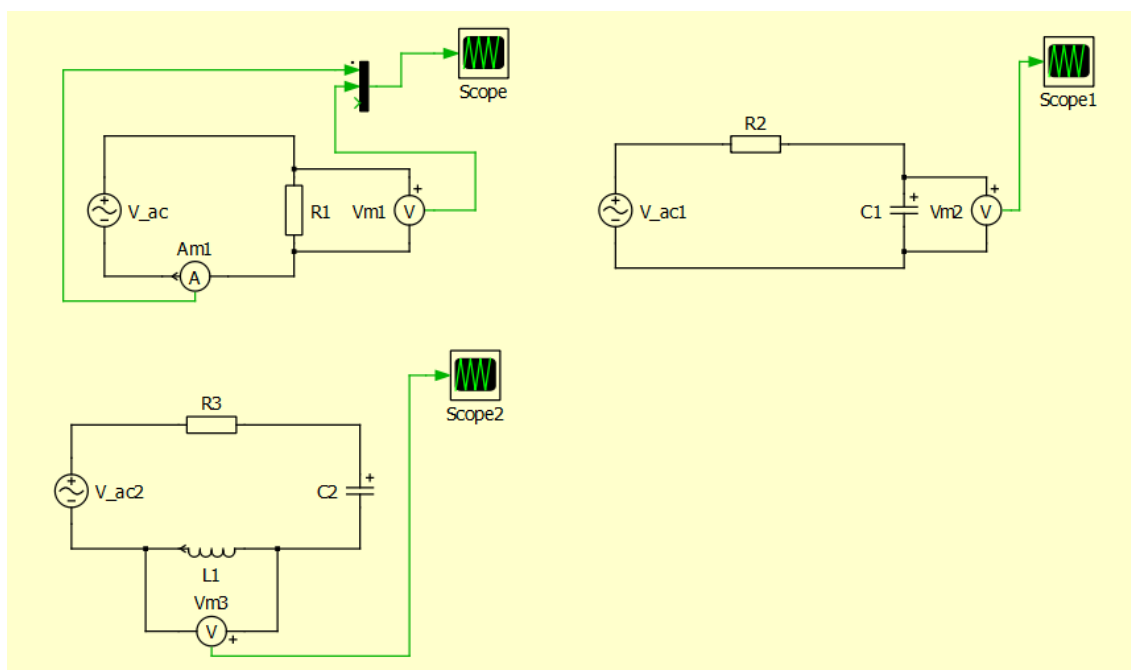 Scope
V_ac
R1
Vm1
V
Am1
A
Scope1
R2
V_ac1
C1
Vm2
V
Scope2
R3
V_ac2
C2
L1
Vm3
V